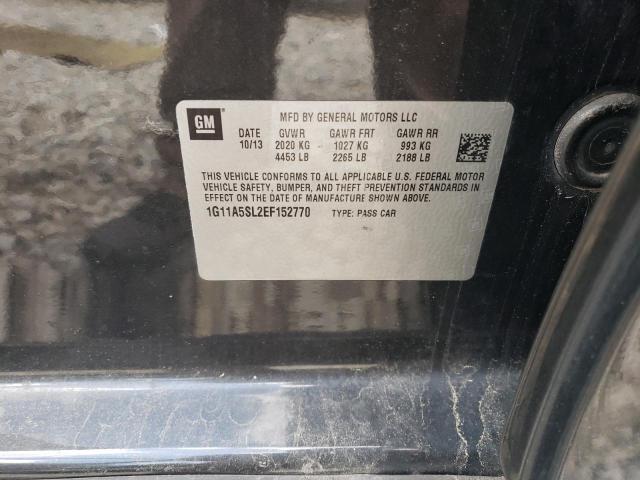 GM
MFD BY GENERAL MOTORS LLC
DATE GVWR GAWR FRT GAWR RR
10/13 2020 KG 1027 KG 993 KG
4453 LB 2265 LB 2188 LB
THIS VEHICLE CONFORMS TO ALL APPLICABLE U.S. FEDERAL MOTOR
VEHICLE SAFETY, BUMPER, AND THEFT PREVENTION STANDARDS IN
EFFECT ON THE DATE OF MANUFACTURE SHOWN ABOVE.
1G11A5SL2EF152770 TYPE: PASS CAR